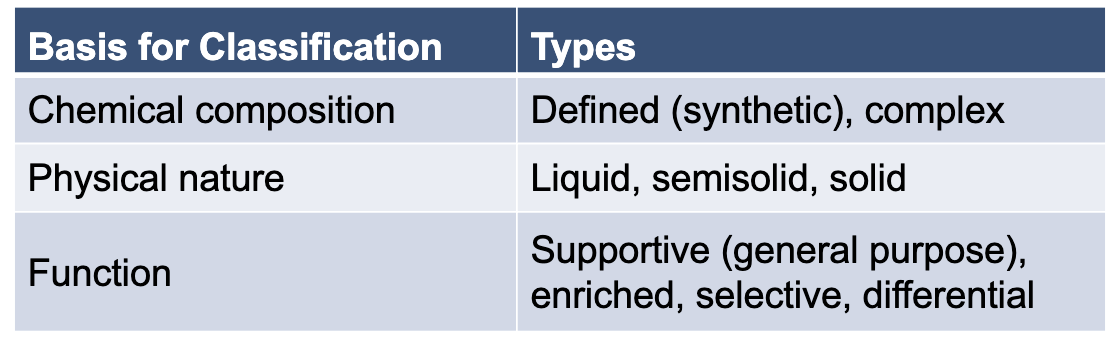 Basis for Classification
Types
Chemical composition
Defined (synthetic), complex
Physical nature
Liquid, semisolid, solid
Function
Supportive (general purpose),
enriched, selective, differential